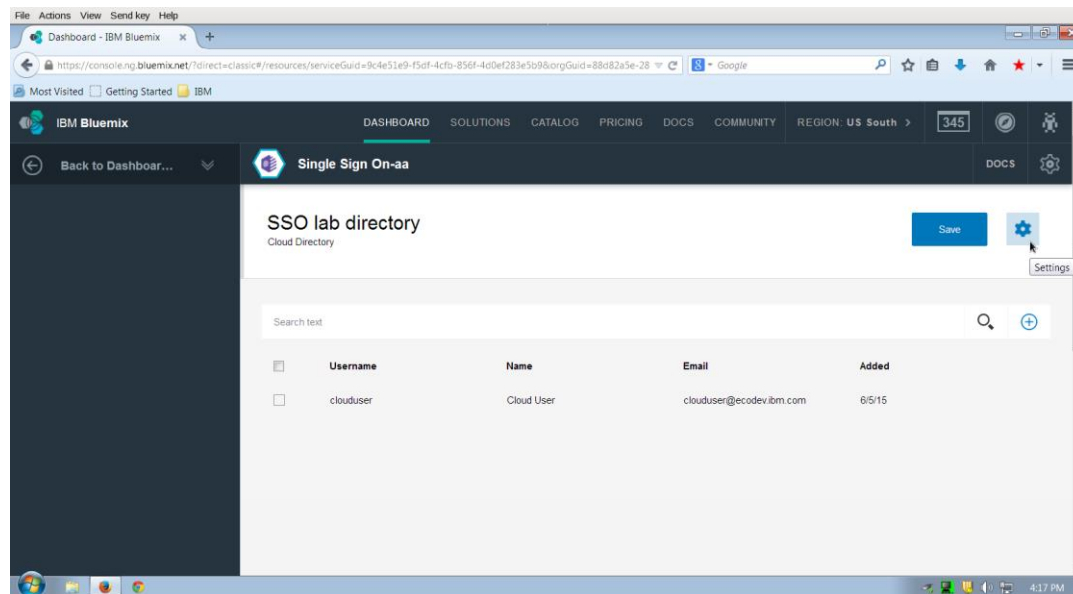 File Actions View Send key Help
Dashboard - IBM Bluemix
https://console.ng.bluemix.net/?direct=classic#/resources/serviceGuid=9c4e51e9-f5df-4cfb-856f-4d0ef283e5b9&orgGuid=88d82a5e-28
Google
Most Visited Getting Started IBM
IBM Bluemix DASHBOARD SOLUTIONS CATALOG PRICING DOCS COMMUNITY REGION: US South > 345
Back to Dashboar... Single Sign On-aa DOCS
SSO lab directory
Cloud Directory
Save
Settings
Search text
Username Name Email Added
clouduser Cloud User clouduser@ecodev.ibm.com 6/5/15
4:17 PM